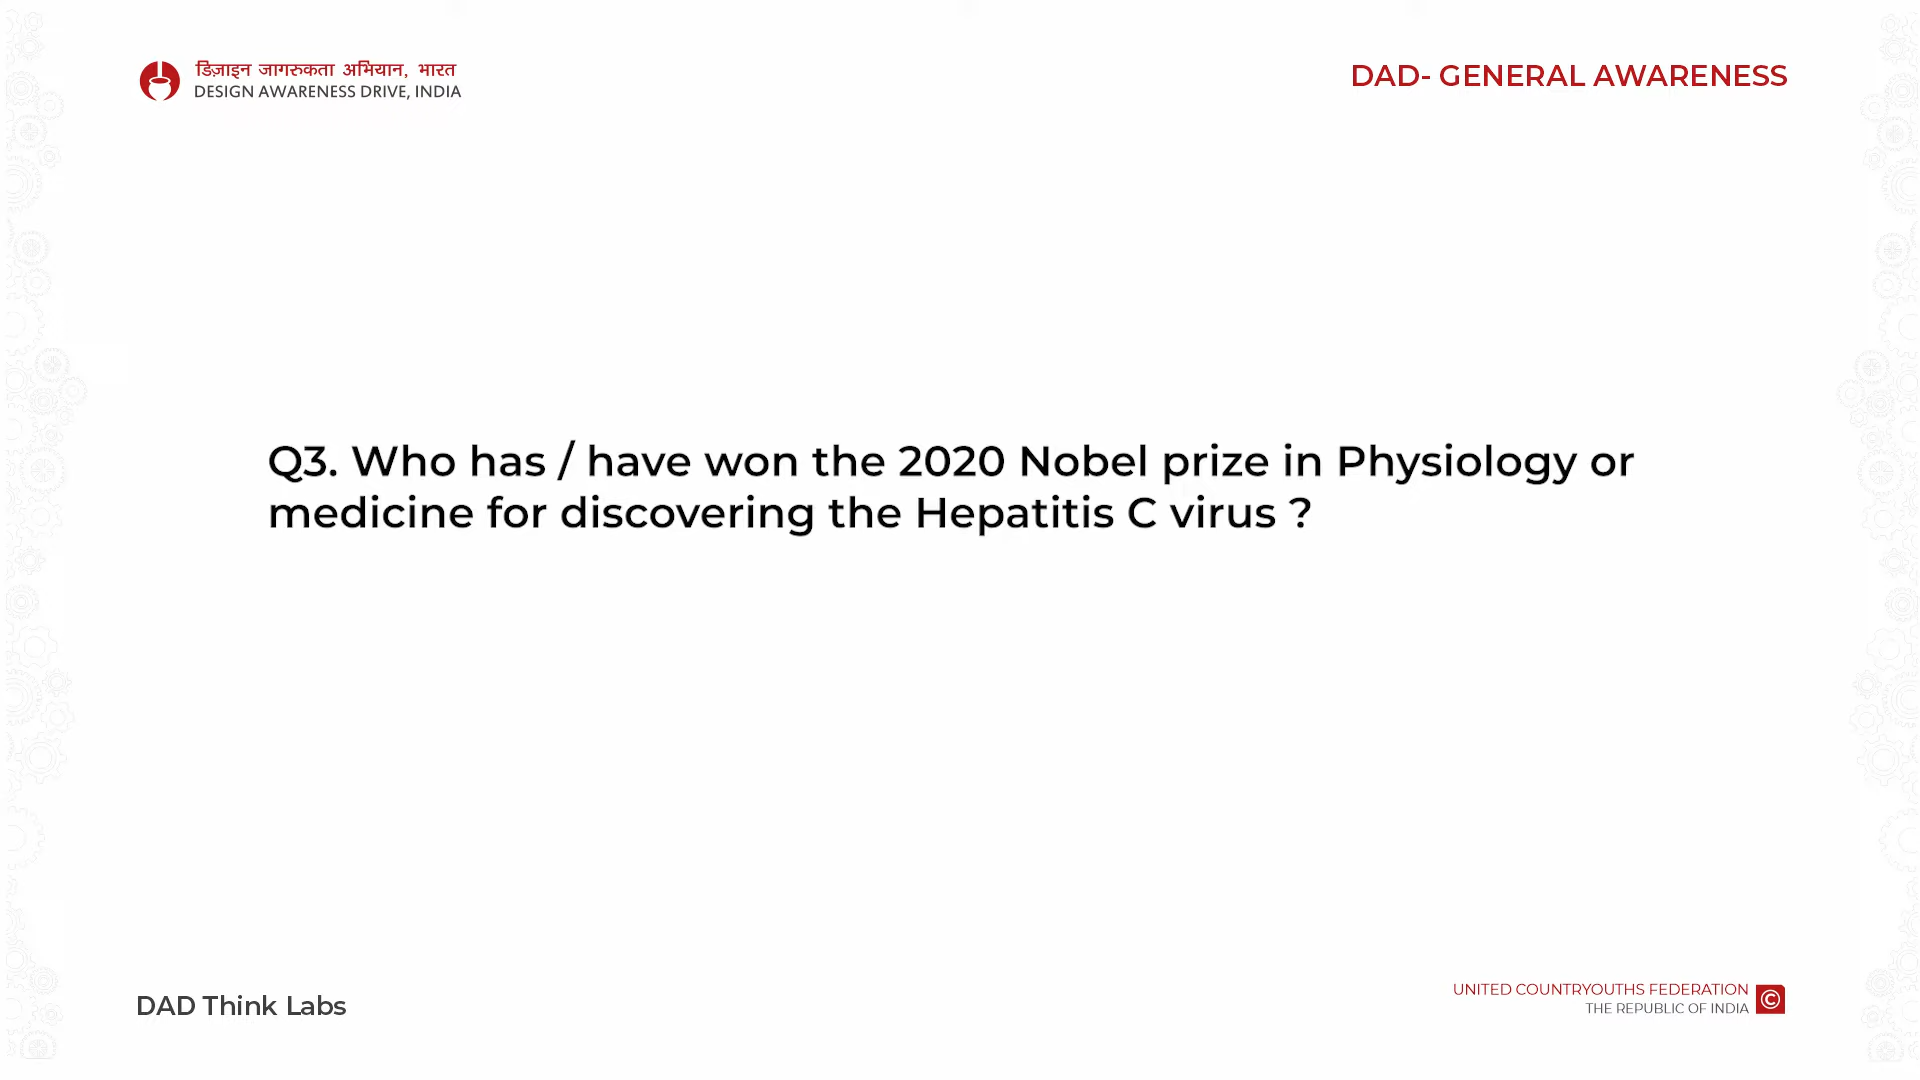 डिज़ाइन जागरुकता अभियान, भारत
DESIGN AWARENESS DRIVE, INDIA
DAD- GENERAL AWARENESS
Q3. Who has / have won the 2020 Nobel prize in Physiology or
medicine for discovering the Hepatitis C virus ?
DAD Think Labs
UNITED COUNTRYOUTHS FEDERATION
THE REPUBLIC OF INDIA
©